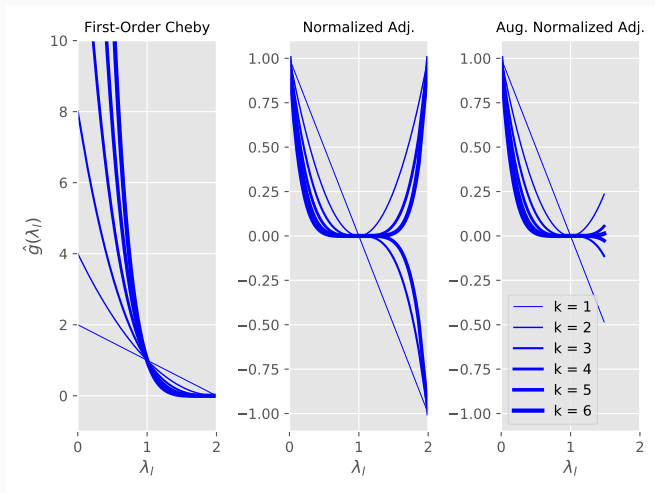 First-Order Cheby
Normalized Adj.
Aug. Normalized Adj.
10
8
6
4
2
0
ĝ(λₗ)
0
1
2
λₗ
1.00
0.75
0.50
0.25
0.00
−0.25
−0.50
−0.75
−1.00
0
1
2
λₗ
1.00
0.75
0.50
0.25
0.00
−0.25
−0.50
−0.75
−1.00
k = 1
k = 2
k = 3
k = 4
k = 5
k = 6
0
1
2
λₗ